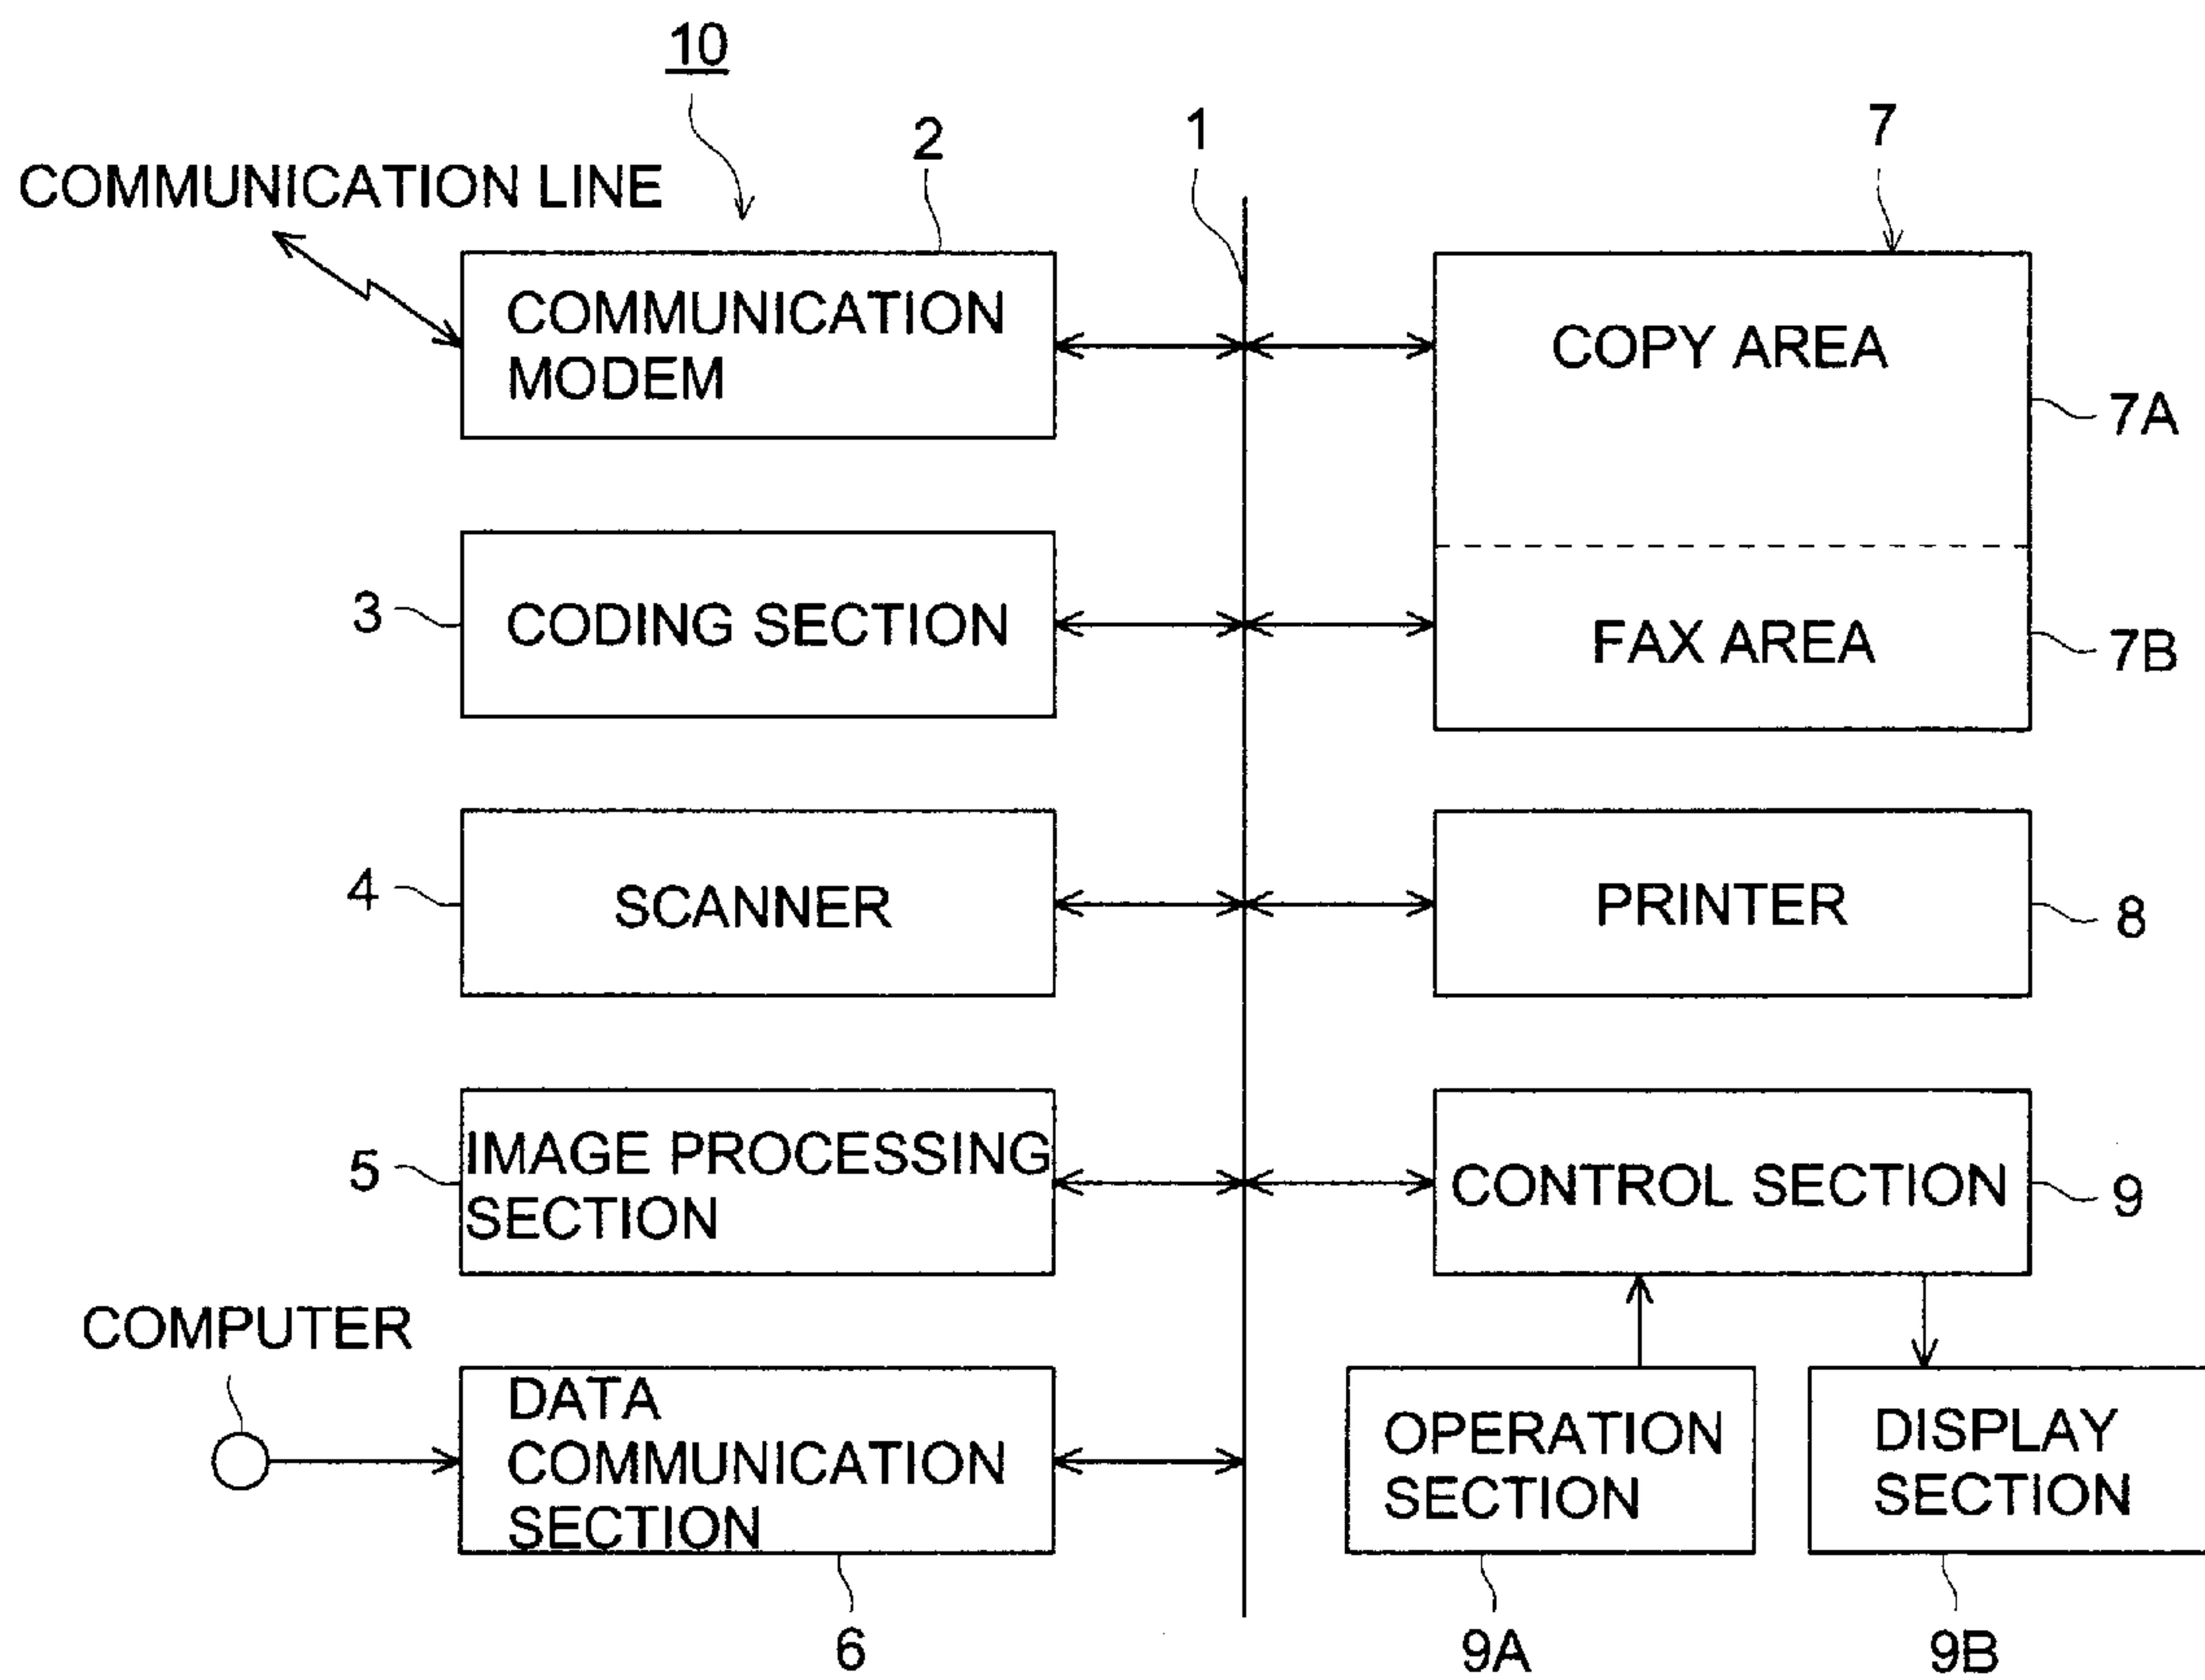 10
2
1
7
COMMUNICATION LINE
COMMUNICATION
MODEM
COPY AREA
7A
3
CODING SECTION
FAX AREA
7B
4
SCANNER
PRINTER
8
5
IMAGE PROCESSING
SECTION
CONTROL SECTION
9
COMPUTER
DATA
COMMUNICATION
SECTION
OPERATION
SECTION
DISPLAY
SECTION
6
9A
9B